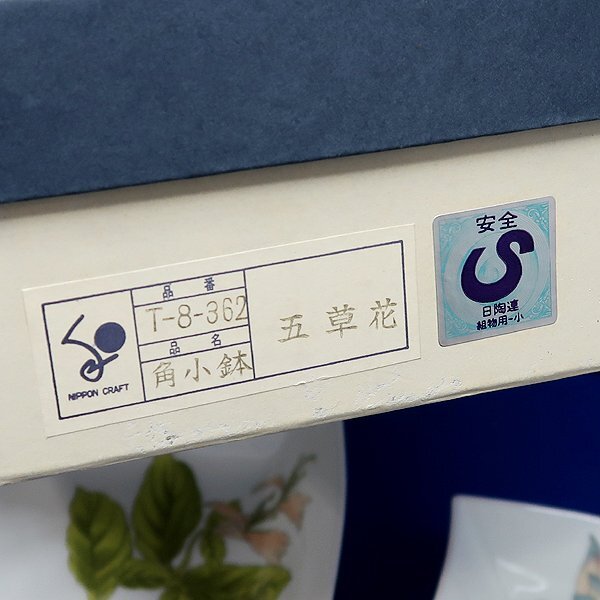 NIPPON CRAFT
品番
T-8-362
品名
角小鉢
五草花
安全
S
日陶連
組物用-小